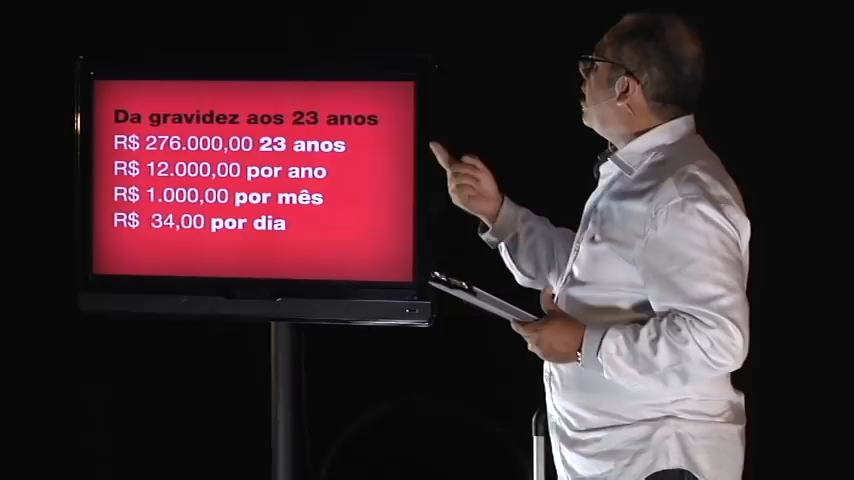 Da gravidez aos 23 anos
R$ 276.000,00 23 anos
R$ 12.000,00 por ano
R$ 1.000,00 por mês
R$ 34,00 por dia